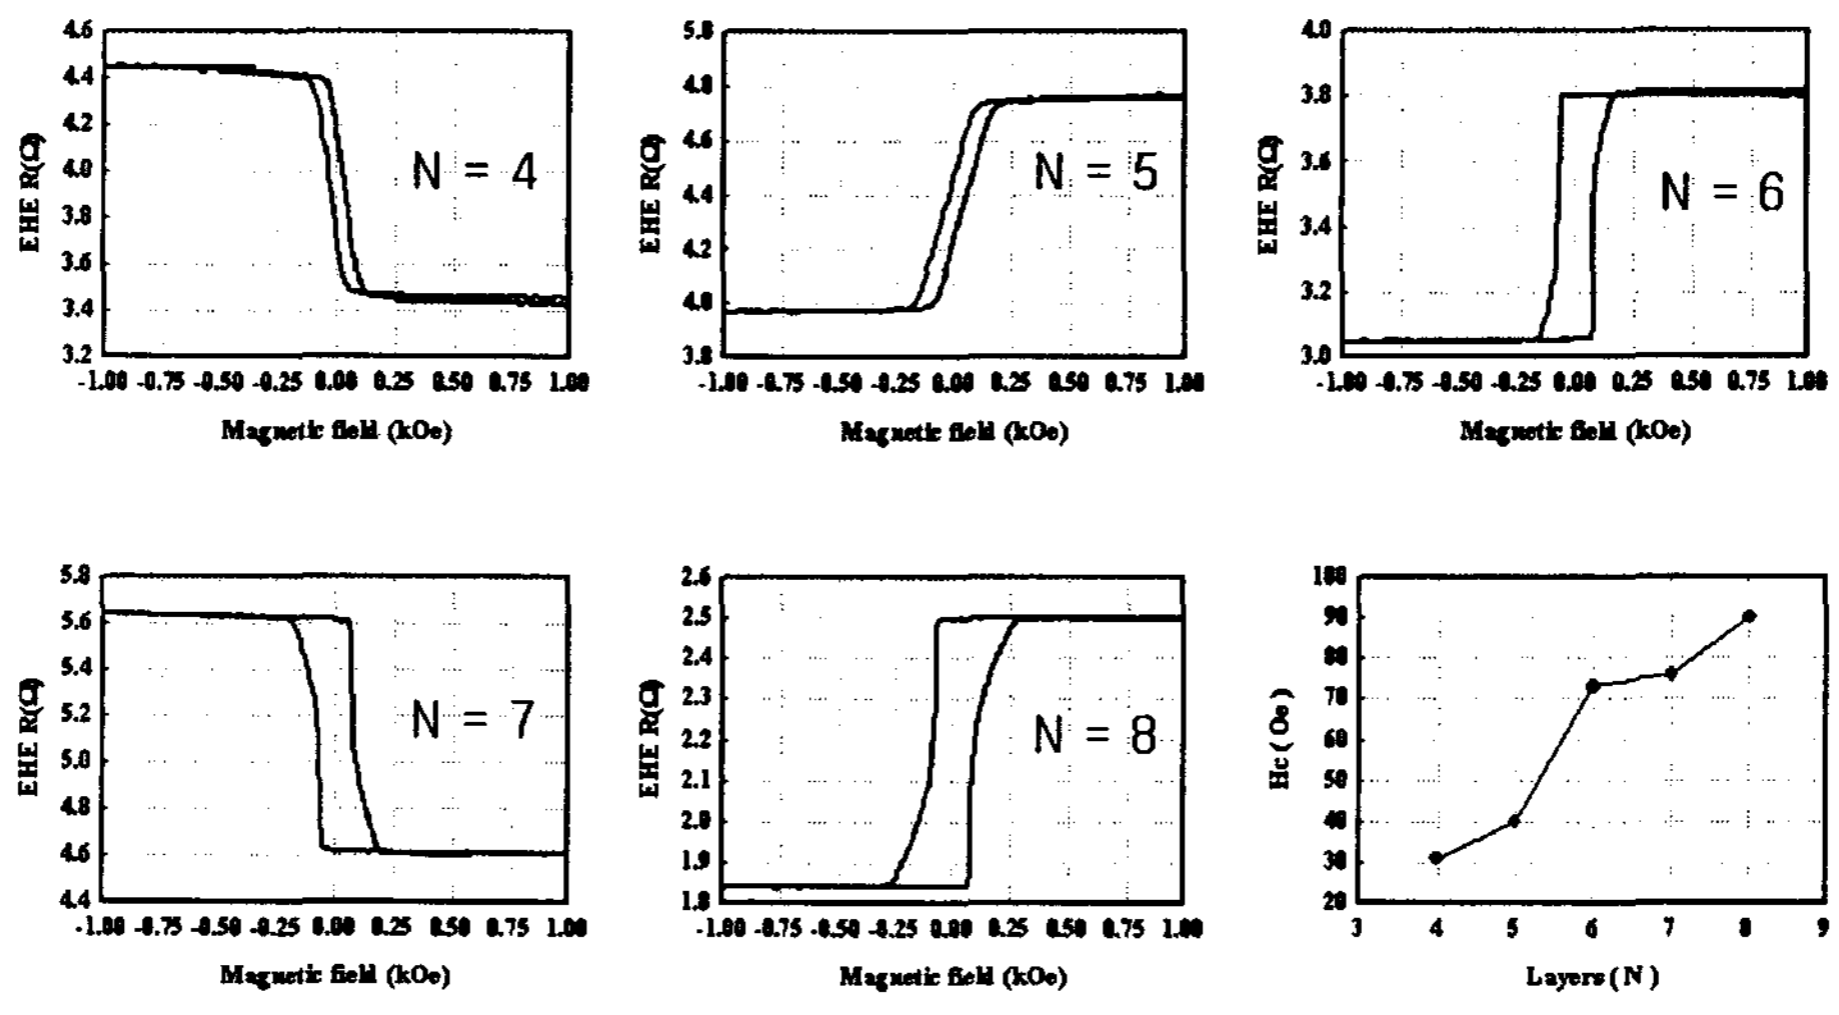 4.6
4.4
4.2
4.0
3.8
3.6
3.4
3.2
EHE R(Ω)
N = 4
-1.00 -0.75 -0.50 -0.25 0.00 0.25 0.50 0.75 1.00
Magnetic field (kOe)
5.0
4.8
4.6
4.4
4.2
4.0
3.8
EHE R(Ω)
N = 5
-1.00 -0.75 -0.50 -0.25 0.00 0.25 0.50 0.75 1.00
Magnetic field (kOe)
4.0
3.8
3.6
3.4
3.2
3.0
EHE R(Ω)
N = 6
-1.00 -0.75 -0.50 -0.25 0.00 0.25 0.50 0.75 1.00
Magnetic field (kOe)
5.8
5.6
5.4
5.2
5.0
4.8
4.6
4.4
EHE R(Ω)
N = 7
-1.00 -0.75 -0.50 -0.25 0.00 0.25 0.50 0.75 1.00
Magnetic field (kOe)
2.6
2.5
2.4
2.3
2.2
2.1
2.0
1.9
1.8
EHE R(Ω)
N = 8
-1.00 -0.75 -0.50 -0.25 0.00 0.25 0.50 0.75 1.00
Magnetic field (kOe)
100
90
80
70
60
50
40
30
20
Hc ( Oe )
3 4 5 6 7 8 9
Layers ( N )